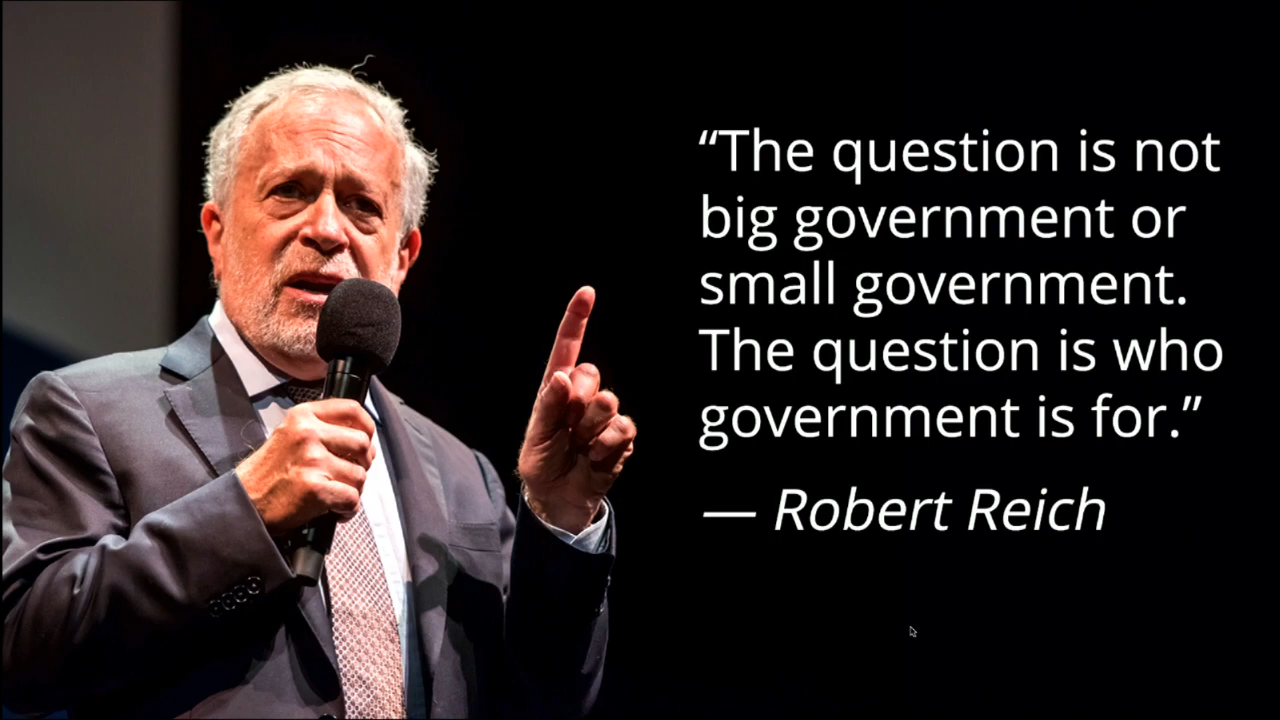 “The question is not
big government or
small government.
The question is who
government is for.”
— Robert Reich